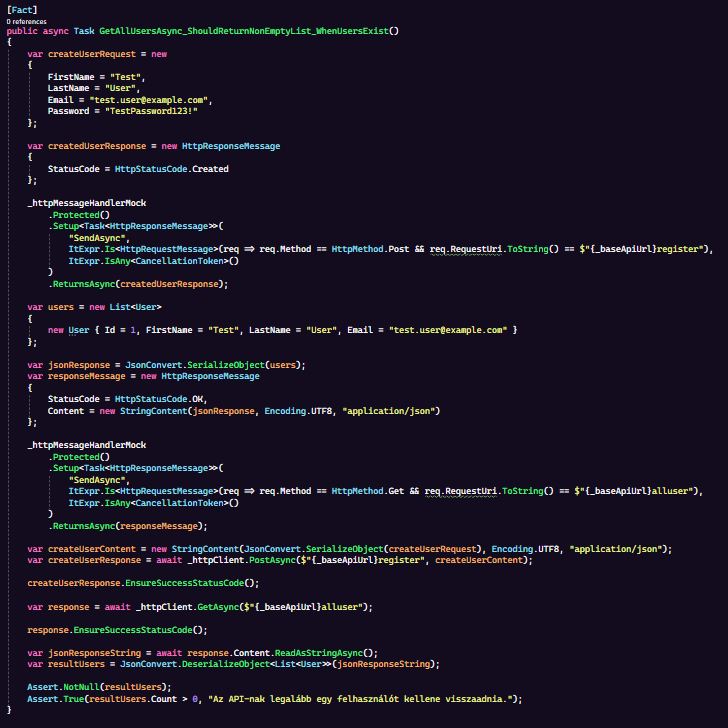 [Fact]
0 references
public async Task GetAllUsersAsync_ShouldReturnNonEmptyList_WhenUsersExist()
{
var createUserRequest = new
{
FirstName = "Test",
LastName = "User",
Email = "test.user@example.com",
Password = "TestPassword123!"
};
var createdUserResponse = new HttpResponseMessage
{
StatusCode = HttpStatusCode.Created
};
_httpMessageHandlerMock
.Protected()
.Setup<Task<HttpResponseMessage>>(
"SendAsync",
ItExpr.Is<HttpRequestMessage>(req => req.Method == HttpMethod.Post && req.RequestUri.ToString() == $"{_baseApiUrl}register"),
ItExpr.IsAny<CancellationToken>()
)
.ReturnsAsync(createdUserResponse);
var users = new List<User>
{
new User { Id = 1, FirstName = "Test", LastName = "User", Email = "test.user@example.com" }
};
var jsonResponse = JsonConvert.SerializeObject(users);
var responseMessage = new HttpResponseMessage
{
StatusCode = HttpStatusCode.OK,
Content = new StringContent(jsonResponse, Encoding.UTF8, "application/json")
};
_httpMessageHandlerMock
.Protected()
.Setup<Task<HttpResponseMessage>>(
"SendAsync",
ItExpr.Is<HttpRequestMessage>(req => req.Method == HttpMethod.Get && req.RequestUri.ToString() == $"{_baseApiUrl}alluser"),
ItExpr.IsAny<CancellationToken>()
)
.ReturnsAsync(responseMessage);
var createUserContent = new StringContent(JsonConvert.SerializeObject(createUserRequest), Encoding.UTF8, "application/json");
var createUserResponse = await _httpClient.PostAsync($"{_baseApiUrl}register", createUserContent);
createUserResponse.EnsureSuccessStatusCode();
var response = await _httpClient.GetAsync($"{_baseApiUrl}alluser");
response.EnsureSuccessStatusCode();
var jsonResponseString = await response.Content.ReadAsStringAsync();
var resultUsers = JsonConvert.DeserializeObject<List<User>>(jsonResponseString);
Assert.NotNull(resultUsers);
Assert.True(resultUsers.Count > 0, "Az API-nak legalább egy felhasználót kellene visszaadnia.");
}